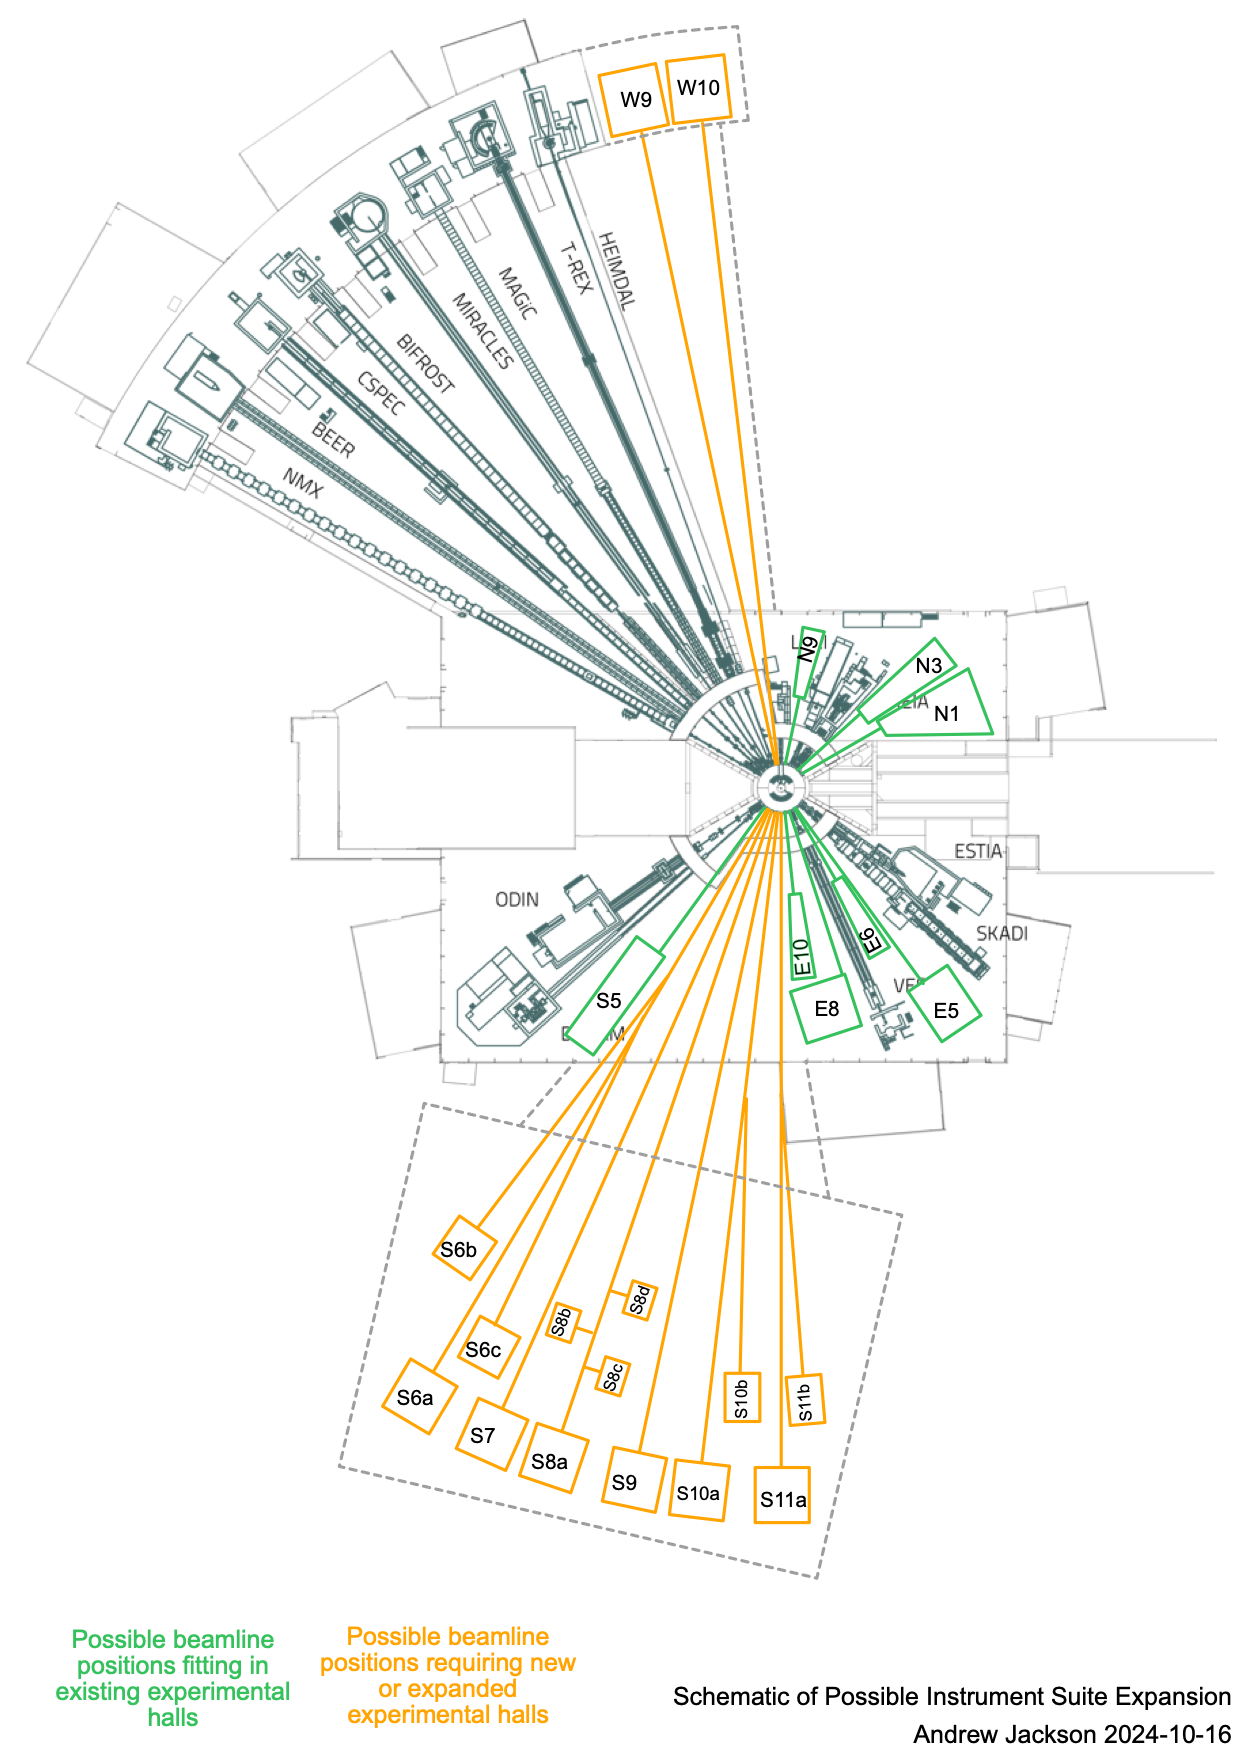 W9
W10
HEIMDAL
T-REX
MAGiC
MIRACLES
BIFROST
CSPEC
BEER
NMX
N9
N3
N1
ESTIA
ODIN
SKADI
E10
E6
S5
E8
E5
S6b
S8d
S8b
S6c
S8c
S6a
S10b
S11b
S7
S8a
S9
S10a
S11a
Possible beamline
positions fitting in
existing experimental
halls
Possible beamline
positions requiring new
or expanded
experimental halls
Schematic of Possible Instrument Suite Expansion
Andrew Jackson 2024-10-16